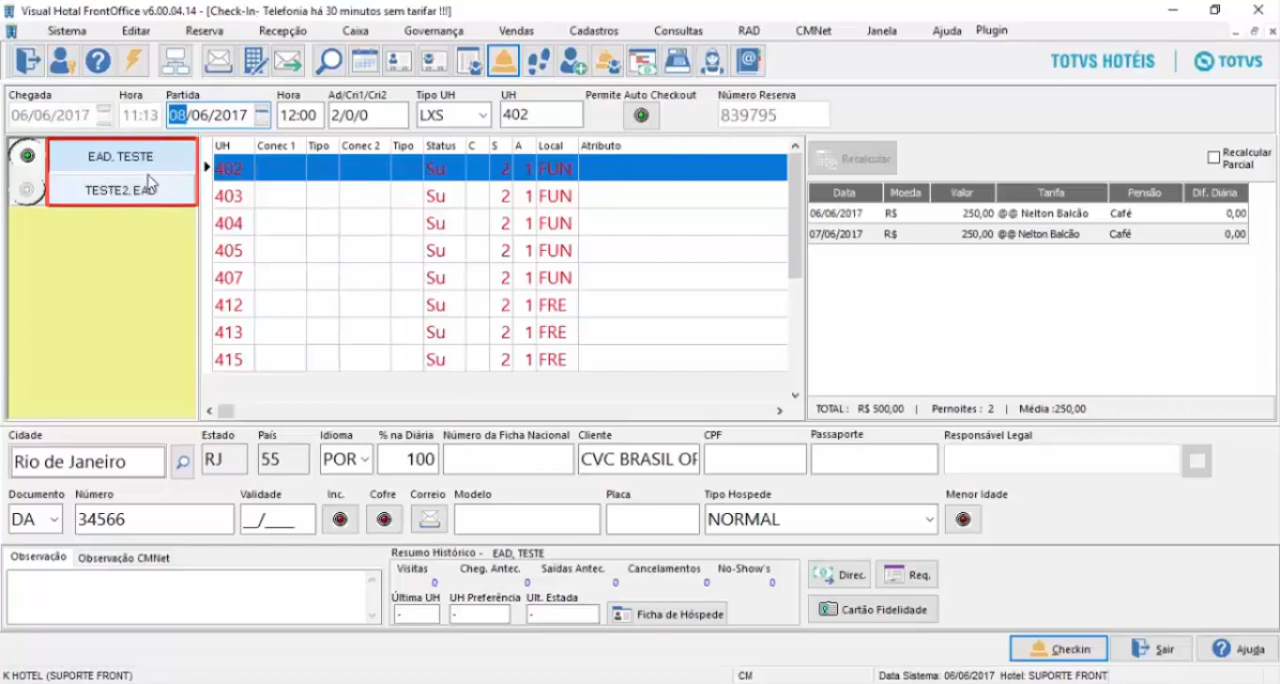 Visual Hotal FrontOffice v6.00.04.14 - [Check-In- Telefonia há 30 minutos sem tarifar !!!]
Sistema Editar Reserva Recepção Caixa Governança Vendas Cadastros Consultas RAD CMNet Janela Ajuda Plugin
TOTVS HOTÉIS TOTVS
Chegada Hora Partida Hora Ad/Cri1/Cri2 Tipo UH UH Permite Auto Checkout Número Reserva
06/06/2017 11:13 08/06/2017 12:00 2/0/0 LXS 402 839795
EAD. TESTE
TESTE2. EAD
UH Conec 1 Tipo Conec 2 Tipo Status C S A Local Atributo
402 Su 2 1 FUN
403 Su 2 1 FUN
404 Su 2 1 FUN
405 Su 2 1 FUN
407 Su 2 1 FUN
412 Su 2 1 FRE
413 Su 2 1 FRE
415 Su 2 1 FRE
Recalcular Recalcular Parcial
Data Moeda Valor Tarifa Pensão Dif. Diária
06/06/2017 R$ 250,00 @@ Nelton Balcão Café 0,00
07/06/2017 R$ 250,00 @@ Nelton Balcão Café 0,00
TOTAL: R$ 500,00 | Pernoites: 2 | Média :250,00
Cidade Estado País Idioma % na Diária Número da Ficha Nacional Cliente CPF Passaporte Responsável Legal
Rio de Janeiro RJ 55 POR 100 CVC BRASIL OF
Documento Número Validade Inc. Cofre Correio Modelo Placa Tipo Hospede Menor Idade
DA 34566 _/___ NORMAL
Observação Observação CMNet
Resumo Histórico - EAD, TESTE
Visitas Cheg. Antec. Saídas Antec. Cancelamentos No-Show's
0 0 0 0 0
Última UH UH Preferência Ult. Estada
- - - Ficha de Hóspede
Direc. Req.
Cartão Fidelidade
Checkin Sair Ajuda
K HOTEL (SUPORTE FRONT) CM Data Sistema: 06/06/2017 Hotel: SUPORTE FRONT